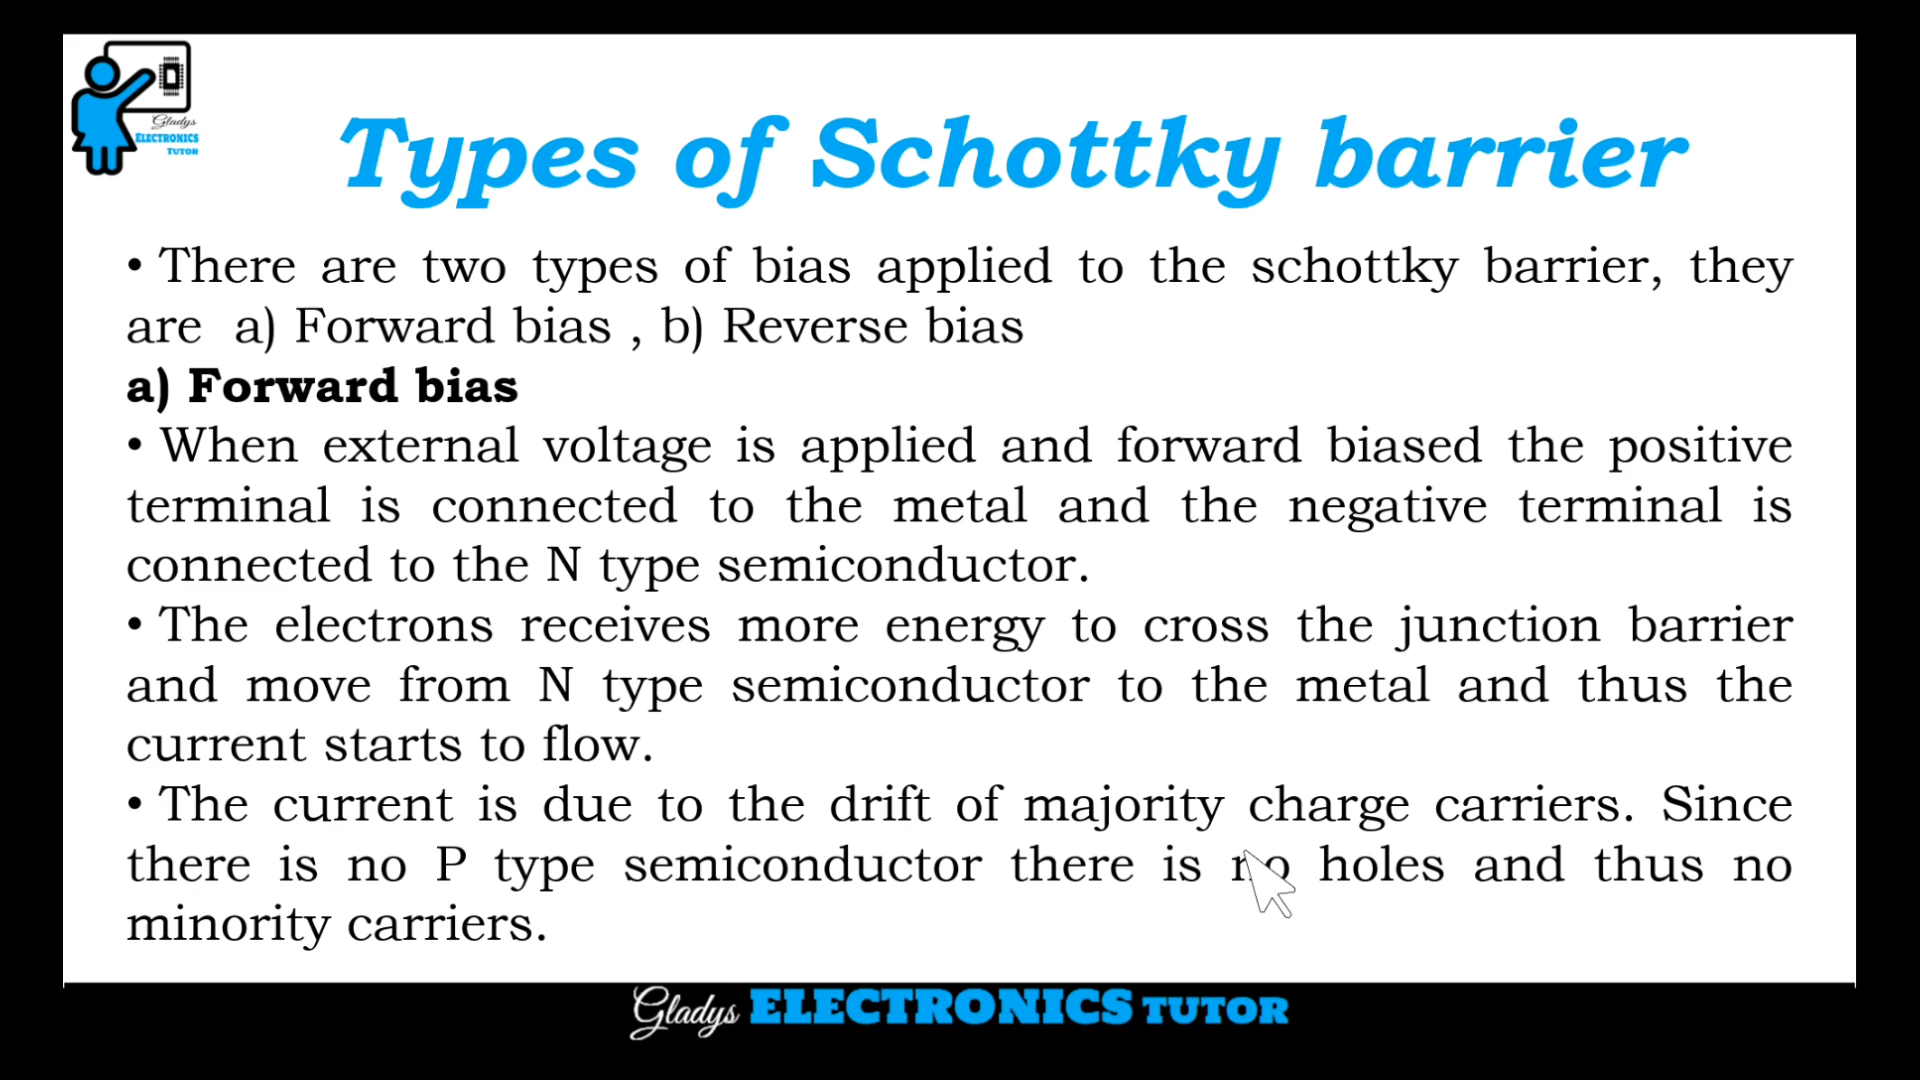 Gladys
ELECTRONICS
TUTOR
Types of Schottky barrier
• There are two types of bias applied to the schottky barrier, they
are a) Forward bias , b) Reverse bias
a) Forward bias
• When external voltage is applied and forward biased the positive
terminal is connected to the metal and the negative terminal is
connected to the N type semiconductor.
• The electrons receives more energy to cross the junction barrier
and move from N type semiconductor to the metal and thus the
current starts to flow.
• The current is due to the drift of majority charge carriers. Since
there is no P type semiconductor there is no holes and thus no
minority carriers.
Gladys ELECTRONICS TUTOR